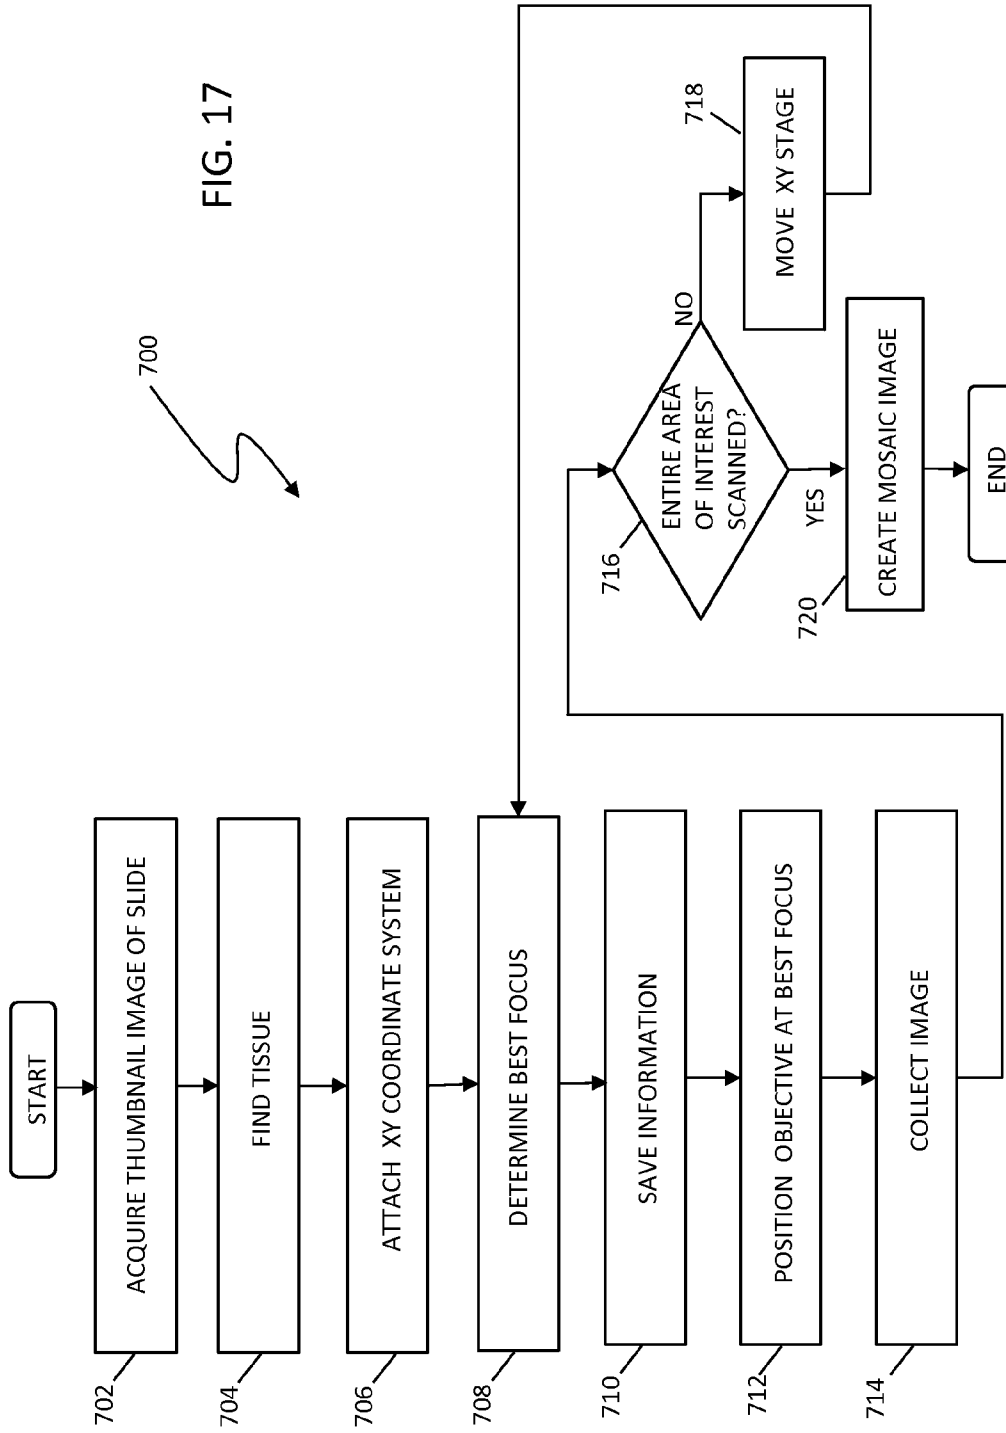 FIG. 17
700
START
702
ACQUIRE THUMBNAIL IMAGE OF SLIDE
704
FIND TISSUE
706
ATTACH XY COORDINATE SYSTEM
708
DETERMINE BEST FOCUS
710
SAVE INFORMATION
712
POSITION OBJECTIVE AT BEST FOCUS
714
COLLECT IMAGE
716
ENTIRE AREA
OF INTEREST
SCANNED?
NO
718
MOVE XY STAGE
YES
720
CREATE MOSAIC IMAGE
END